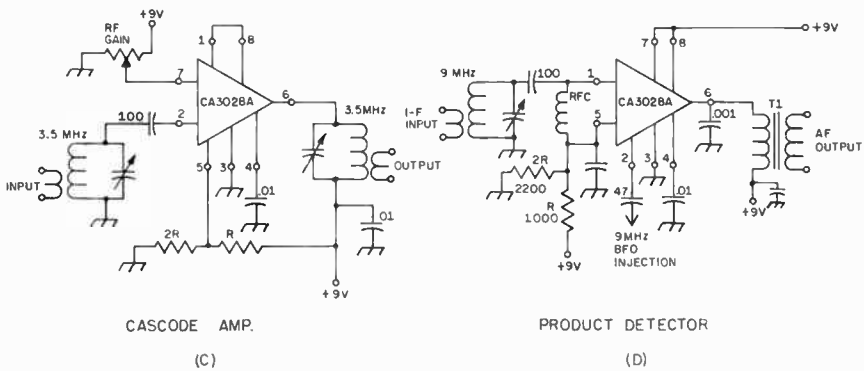 +9V
RF
GAIN
1
8
7
6
CA3028A
100
2
3.5 MHz
3.5MHz
INPUT
5
3
4
.01
OUTPUT
.01
2R
R
+9V
CASCODE AMP.
(C)
+9V
7
8
9 MHz
100
1
6
CA3028A
I-F
INPUT
RFC
5
.001
T1
AF
OUTPUT
2R
2200
2
3
4
47
.01
R
1000
+9V
9MHz
BFO
INJECTION
+9V
PRODUCT DETECTOR
(D)